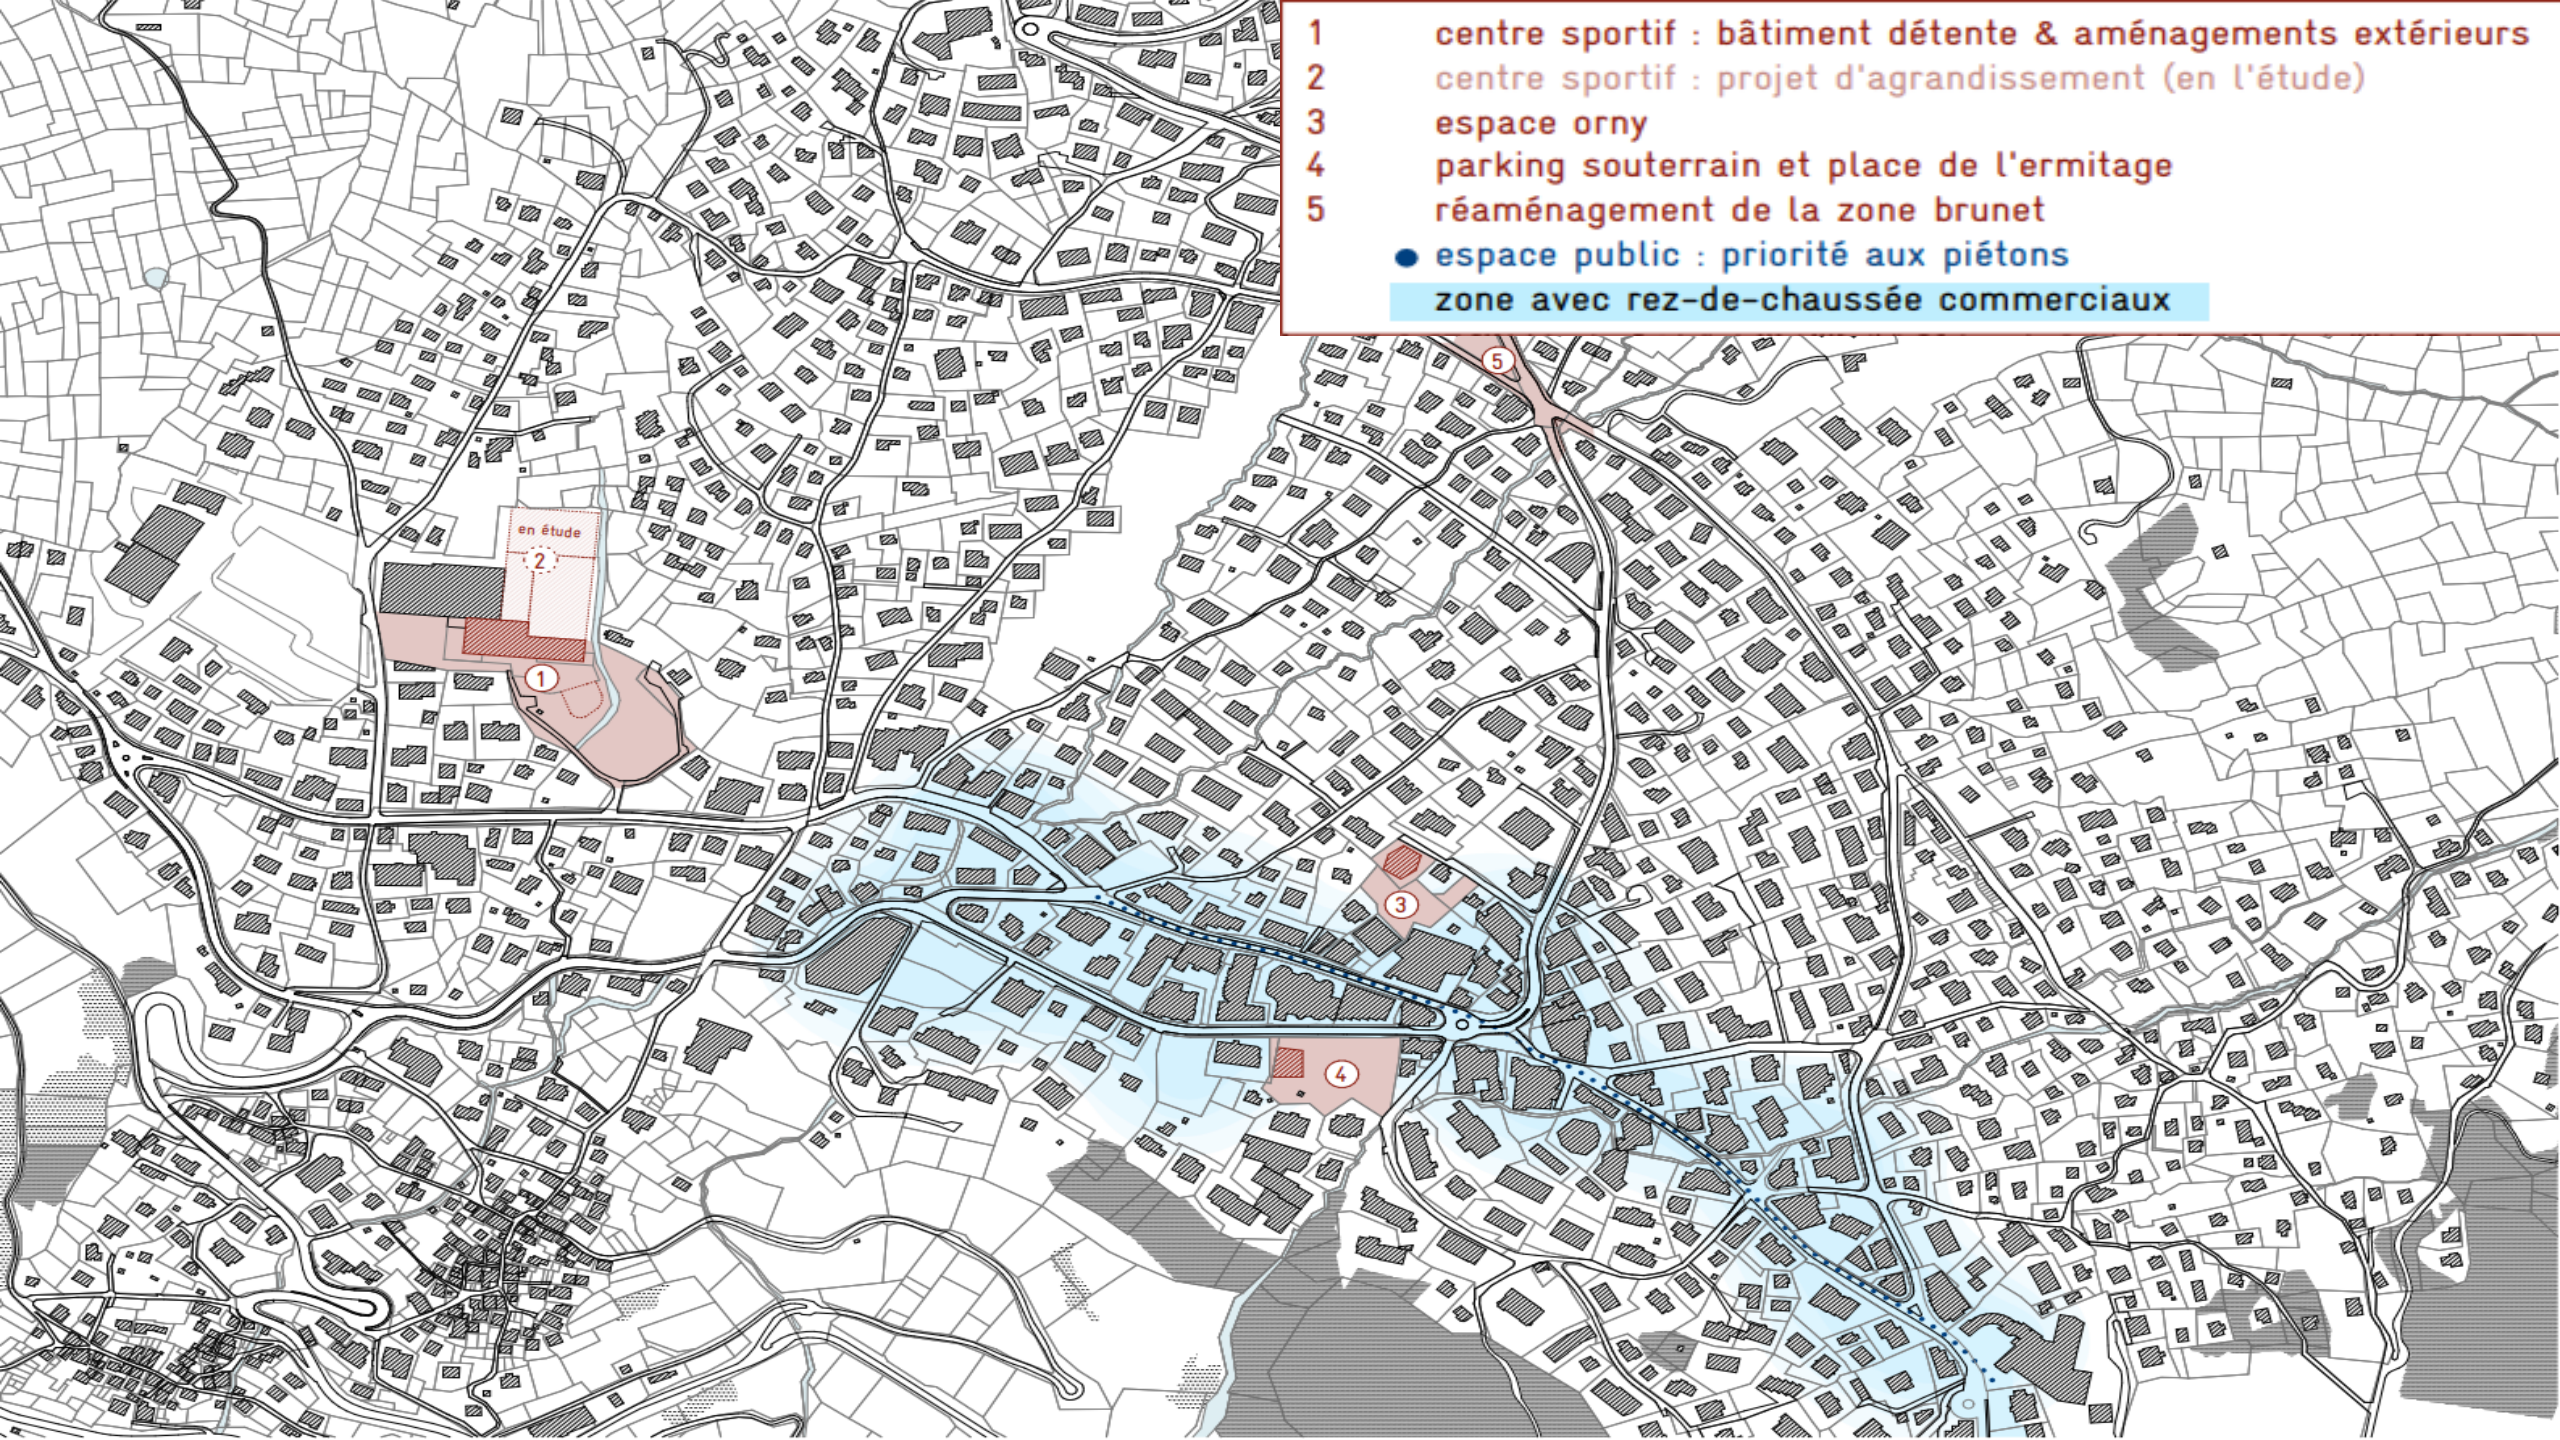 1 centre sportif : bâtiment détente & aménagements extérieurs
2 centre sportif : projet d'agrandissement (en l'étude)
3 espace orny
4 parking souterrain et place de l'ermitage
5 réaménagement de la zone brunet
espace public : priorité aux piétons
zone avec rez-de-chaussée commerciaux
5
en étude
2
1
3
4